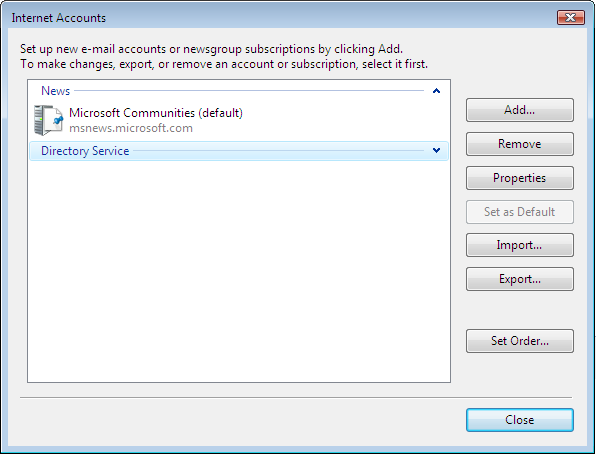 Internet Accounts
Set up new e-mail accounts or newsgroup subscriptions by clicking Add.
To make changes, export, or remove an account or subscription, select it first.
News
Microsoft Communities (default)
msnews.microsoft.com
Directory Service
Add...
Remove
Properties
Set as Default
Import...
Export...
Set Order...
Close